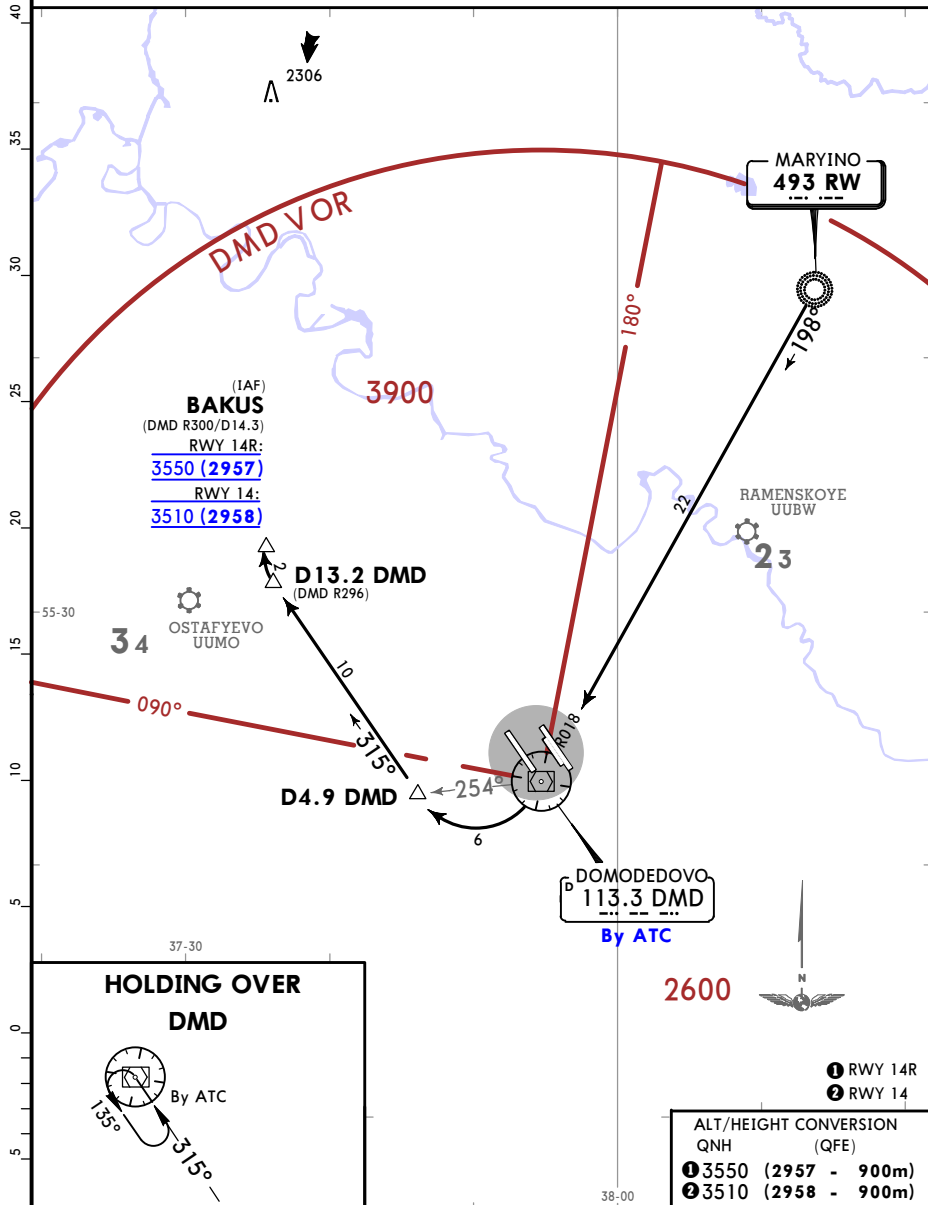 40
35
30
25
20
15
10
5
0
5
2306
MARYINO
493 RW
DMD VOR
180°
198°
3900
(IAF)
BAKUS
(DMD R300/D14.3)
RWY 14R:
3550 (2957)
RWY 14:
3510 (2958)
22
RAMENSKOYE
UUBW
23
2
D13.2 DMD
(DMD R296)
55-30
OSTAFYEVO
UUMO
34
10
090°
315°
R018
D4.9 DMD
254°
6
DOMODEDOVO
D 113.3 DMD
By ATC
37-30
2600
N
HOLDING OVER
DMD
By ATC
135°
315°
38-00
1 RWY 14R
2 RWY 14
ALT/HEIGHT CONVERSION
QNH (QFE)
1 3550 (2957 - 900m)
2 3510 (2958 - 900m)